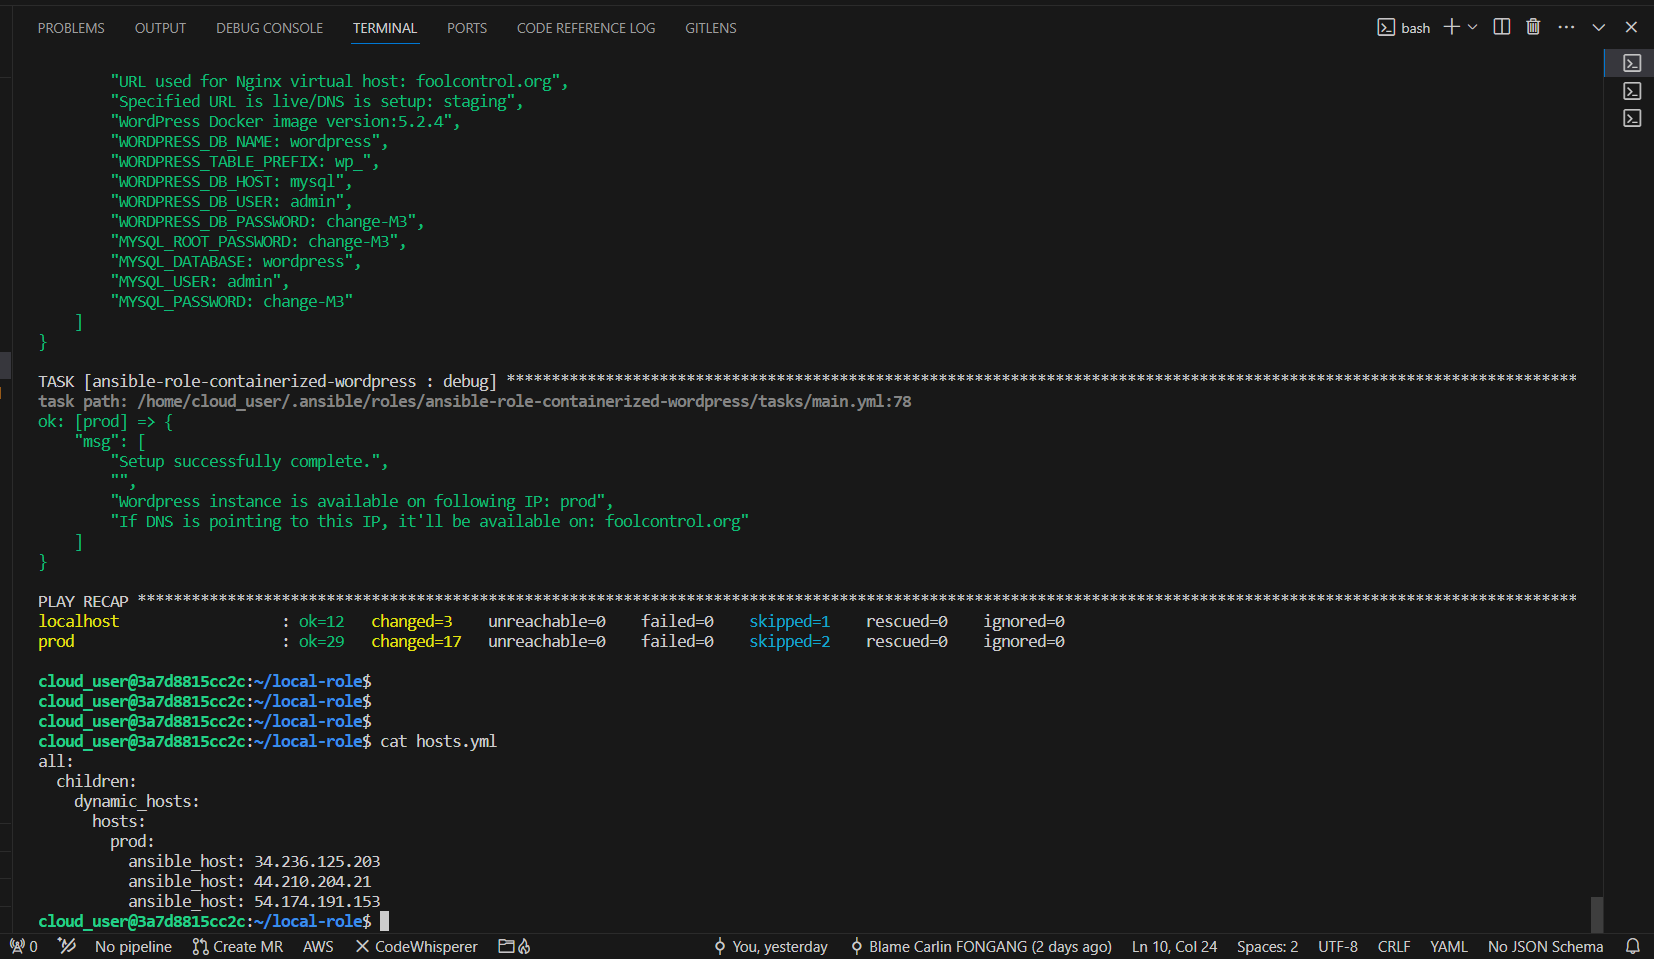 PROBLEMS OUTPUT DEBUG CONSOLE TERMINAL PORTS CODE REFERENCE LOG GITLENS bash
"URL used for Nginx virtual host: foolcontrol.org",
"Specified URL is live/DNS is setup: staging",
"WordPress Docker image version:5.2.4",
"WORDPRESS_DB_NAME: wordpress",
"WORDPRESS_TABLE_PREFIX: wp_",
"WORDPRESS_DB_HOST: mysql",
"WORDPRESS_DB_USER: admin",
"WORDPRESS_DB_PASSWORD: change-M3",
"MYSQL_ROOT_PASSWORD: change-M3",
"MYSQL_DATABASE: wordpress",
"MYSQL_USER: admin",
"MYSQL_PASSWORD: change-M3"
]
}
TASK [ansible-role-containerized-wordpress : debug] ***********************************************************************************************************************
task path: /home/cloud_user/.ansible/roles/ansible-role-containerized-wordpress/tasks/main.yml:78
ok: [prod] => {
"msg": [
"Setup successfully complete.",
"",
"Wordpress instance is available on following IP: prod",
"If DNS is pointing to this IP, it'll be available on: foolcontrol.org"
]
}
PLAY RECAP ****************************************************************************************************************************************************************
localhost : ok=12 changed=3 unreachable=0 failed=0 skipped=1 rescued=0 ignored=0
prod : ok=29 changed=17 unreachable=0 failed=0 skipped=2 rescued=0 ignored=0
cloud_user@3a7d8815cc2c:~/local-role$
cloud_user@3a7d8815cc2c:~/local-role$
cloud_user@3a7d8815cc2c:~/local-role$
cloud_user@3a7d8815cc2c:~/local-role$ cat hosts.yml
all:
children:
dynamic_hosts:
hosts:
prod:
ansible_host: 34.236.125.203
ansible_host: 44.210.204.21
ansible_host: 54.174.191.153
cloud_user@3a7d8815cc2c:~/local-role$
0 No pipeline Create MR AWS CodeWhisperer You, yesterday Blame Carlin FONGANG (2 days ago) Ln 10, Col 24 Spaces: 2 UTF-8 CRLF YAML No JSON Schema